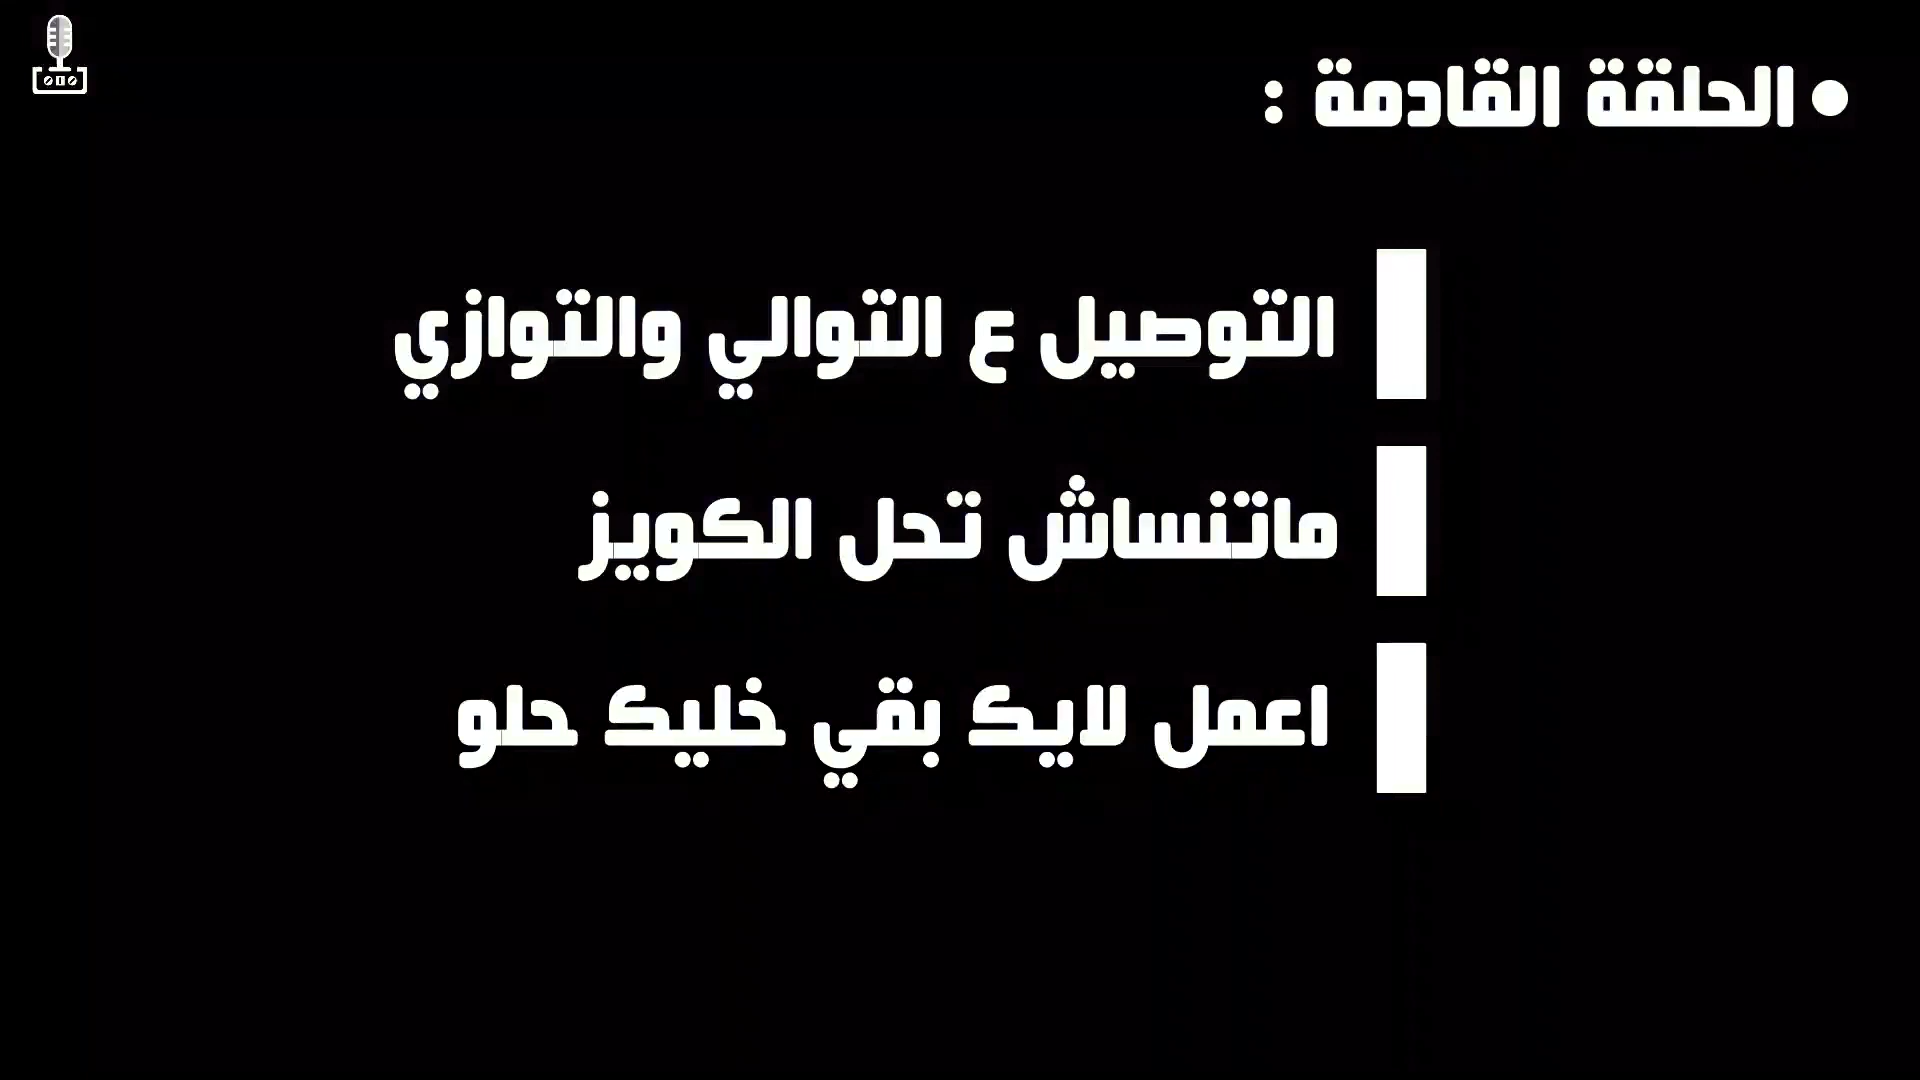 • الحلقة القادمة :
التوصيل ع التوالي والتوازي
ماتنساش تحل الكويز
اعمل لايك بقي خليك حلو